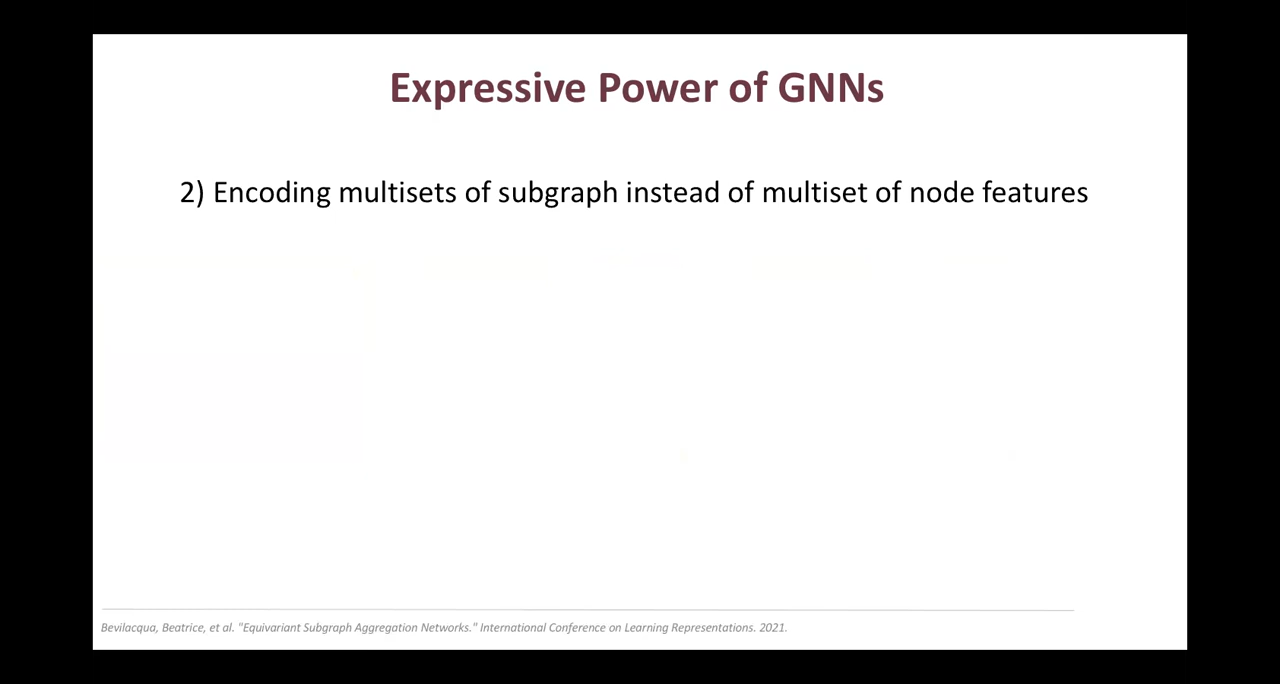 Expressive Power of GNNs
2) Encoding multisets of subgraph instead of multiset of node features
Bevilacqua, Beatrice, et al. "Equivariant Subgraph Aggregation Networks." International Conference on Learning Representations. 2021.